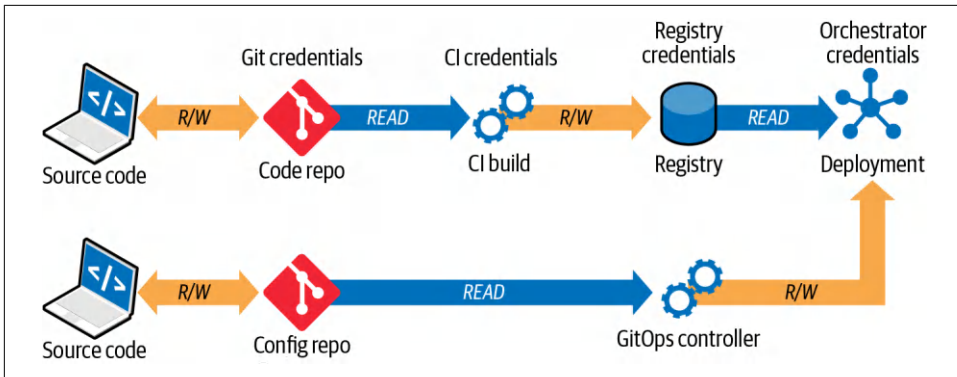 Git credentials
CI credentials
Registry
credentials
Orchestrator
credentials
</>
R/W
READ
R/W
READ
Source code
Code repo
CI build
Registry
Deployment
</>
R/W
READ
R/W
Source code
Config repo
GitOps controller